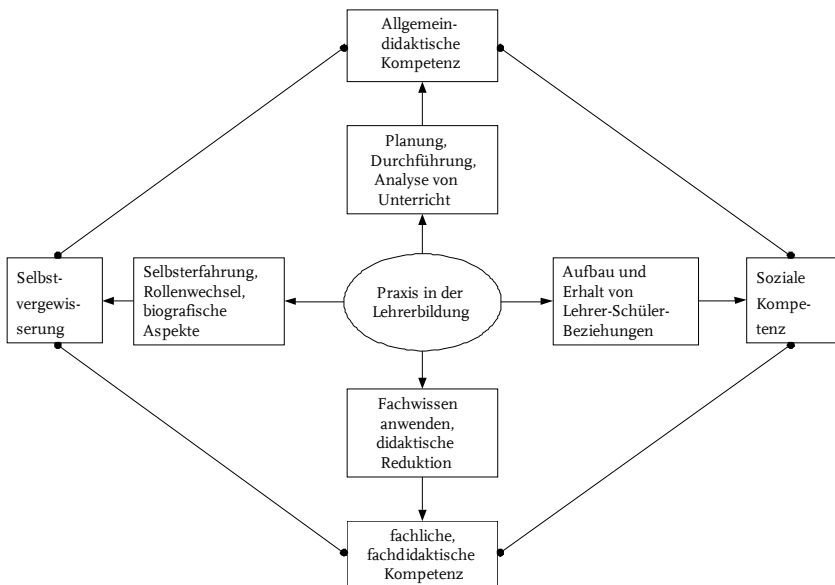 Allgemein-
didaktische
Kompetenz
Planung,
Durchführung,
Analyse von
Unterricht
Selbst-
vergewis-
serung
Selbsterfahrung,
Rollenwechsel,
biografische
Aspekte
Praxis in der
Lehrerbildung
Aufbau und
Erhalt von
Lehrer-Schüler-
Beziehungen
Soziale
Kompe-
tenz
Fachwissen
anwenden,
didaktische
Reduktion
fachliche,
fachdidaktische
Kompetenz